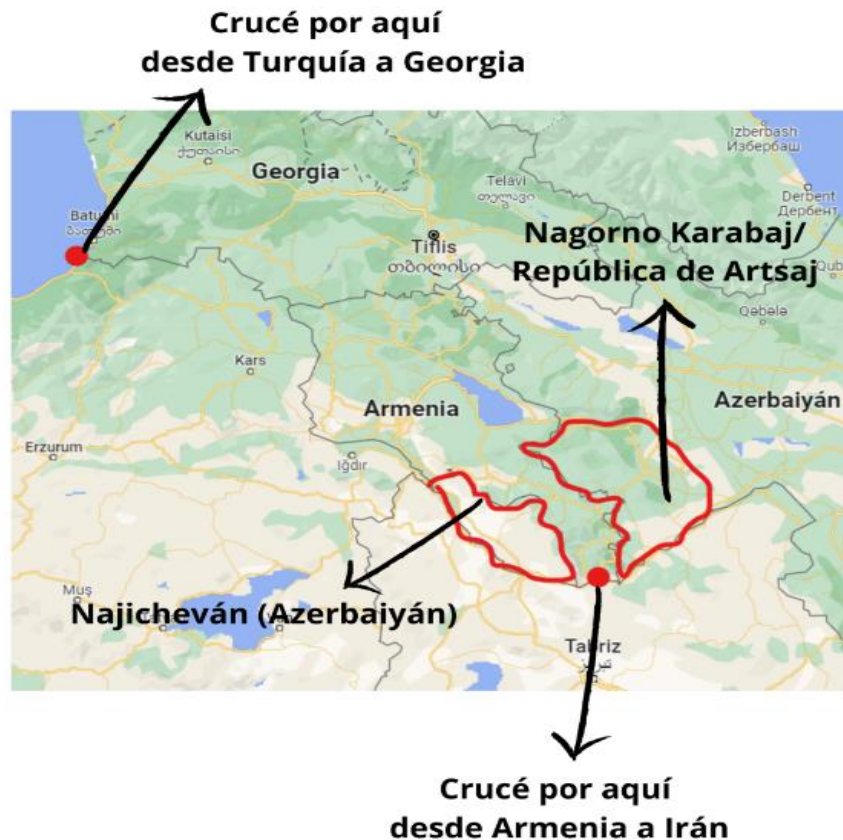 Crucé por aquí
desde Turquía a Georgia
Kutaisi
ქუთაისი
Georgia
Izberbash
Избербаш
Telavi
თელავი
Derbent
Дербент
Batumi
ბათუმი
Tiflis
თბილისი
Nagorno Karabaj/
República de Artsaj
Qub
Qəbələ
Kars
Armenia
Azerbaiyán
Erzurum
Iğdır
Muş
Najicheván (Azerbaiyán)
Tabriz
تبریز
Crucé por aquí
desde Armenia a Irán